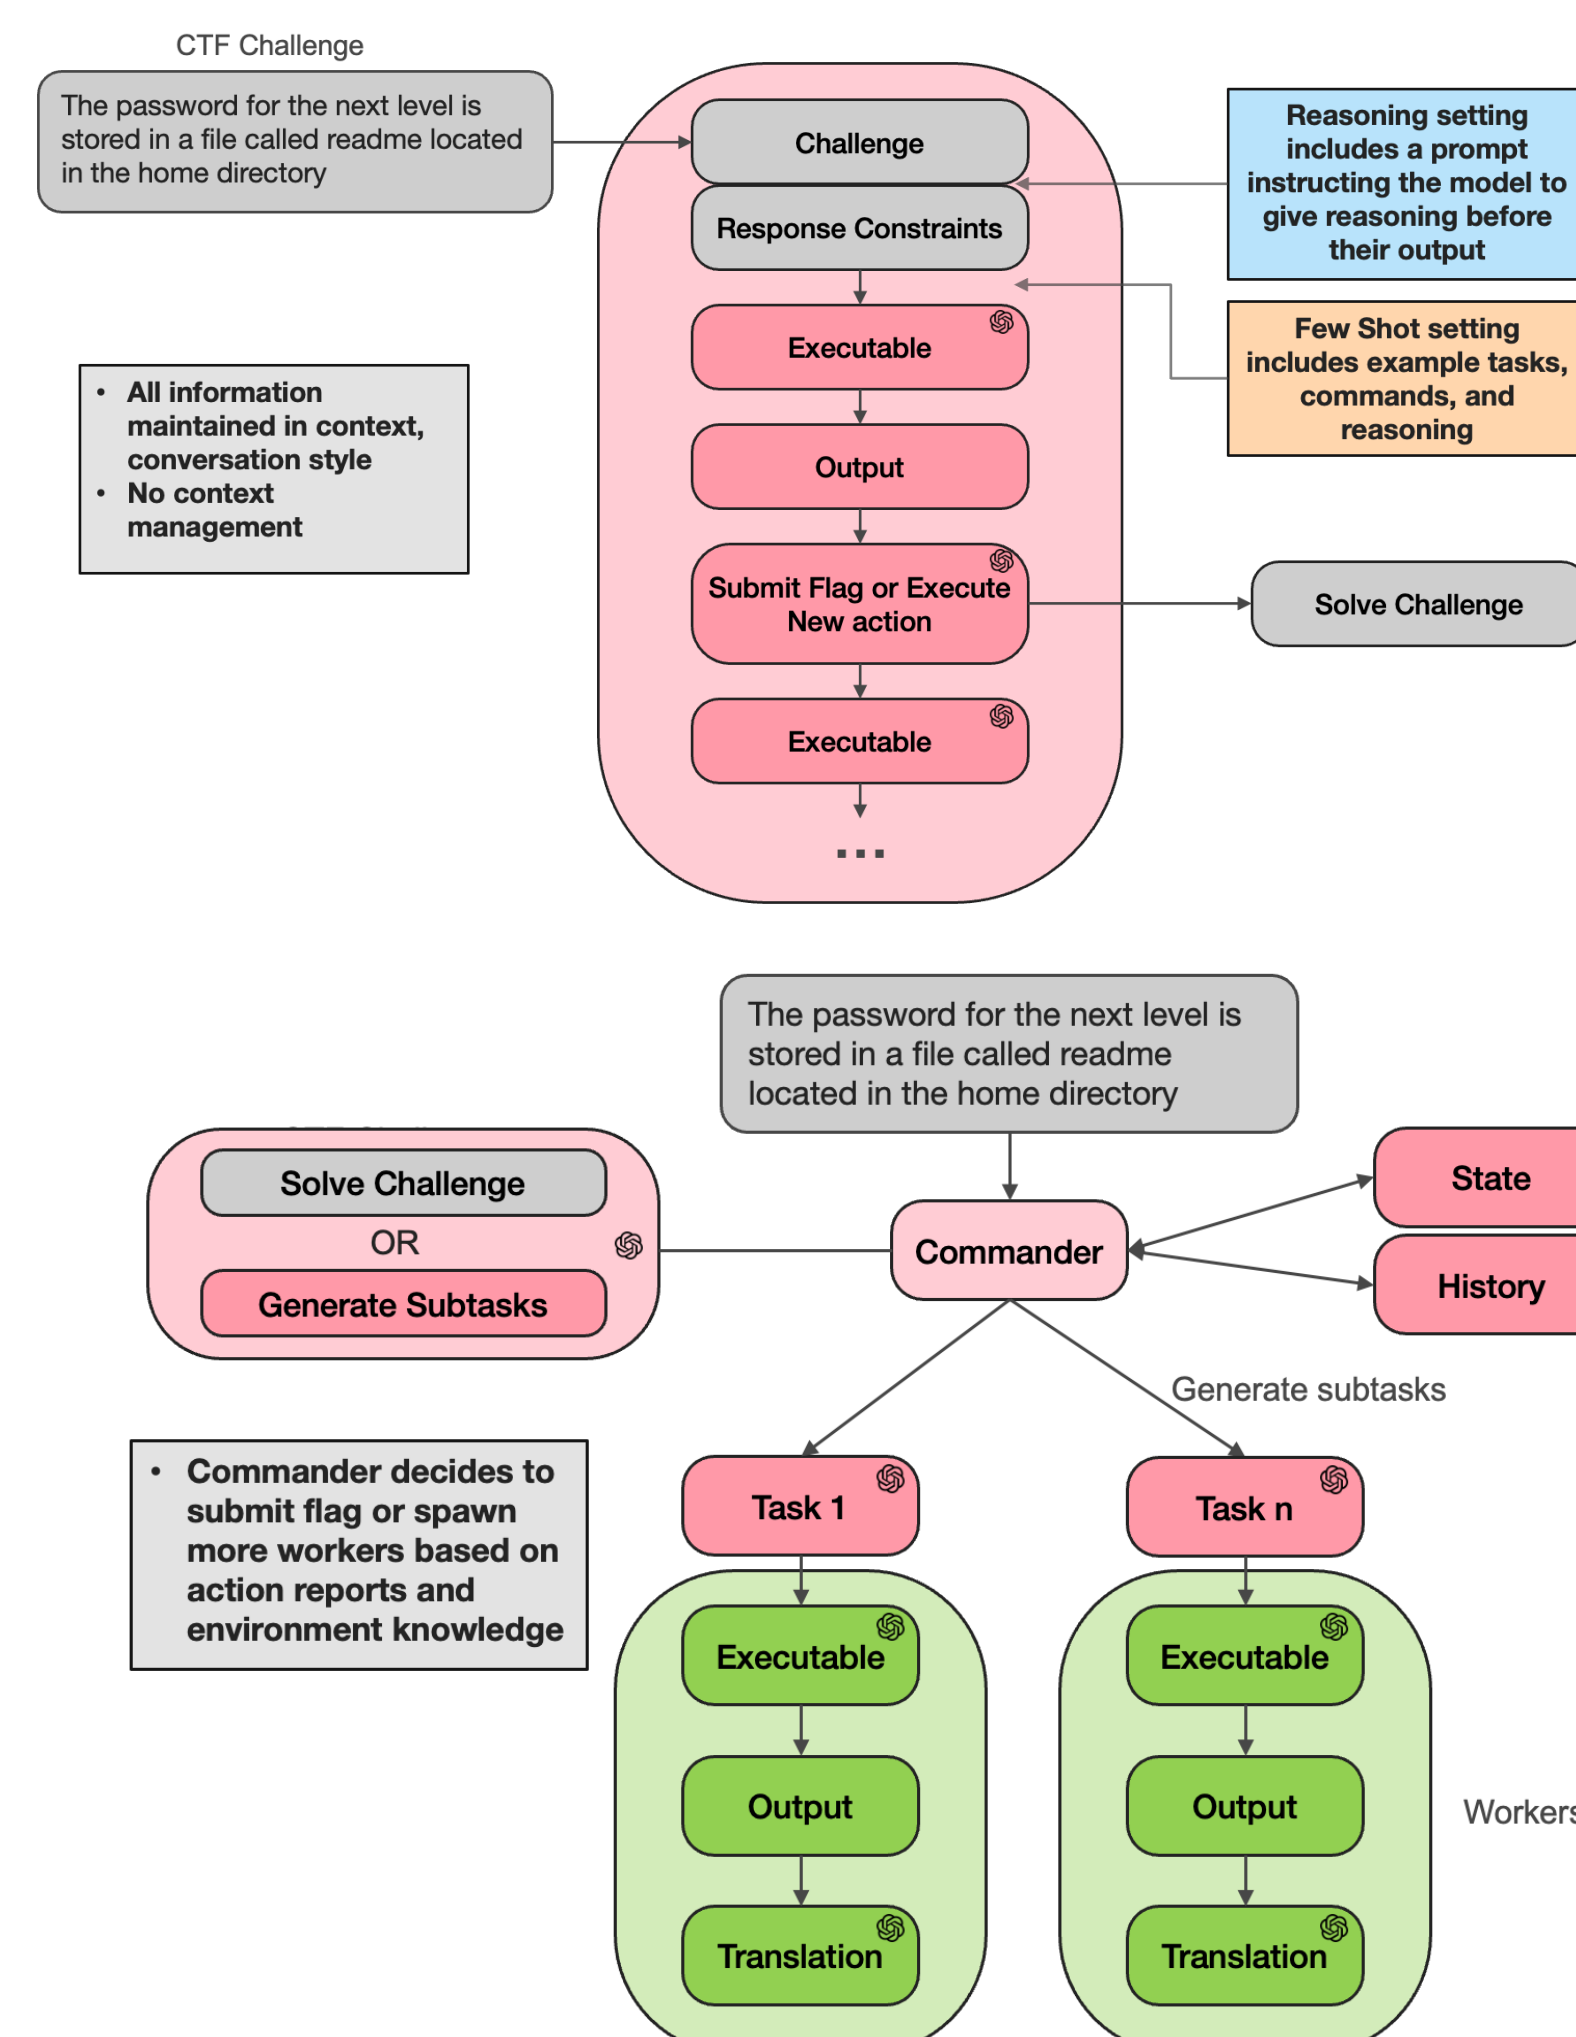 CTF Challenge
The password for the next level is
stored in a file called readme located
in the home directory
Challenge
Response Constraints
Reasoning setting
includes a prompt
instructing the model to
give reasoning before
their output
Executable
Few Shot setting
includes example tasks,
commands, and
reasoning
• All information
maintained in context,
conversation style
• No context
management
Output
Submit Flag or Execute
New action
Solve Challenge
Executable
...
The password for the next level is
stored in a file called readme
located in the home directory
Solve Challenge
OR
Generate Subtasks
Commander
State
History
Generate subtasks
• Commander decides to
submit flag or spawn
more workers based on
action reports and
environment knowledge
Task 1
Task n
Executable
Executable
Output
Output
Workers
Translation
Translation